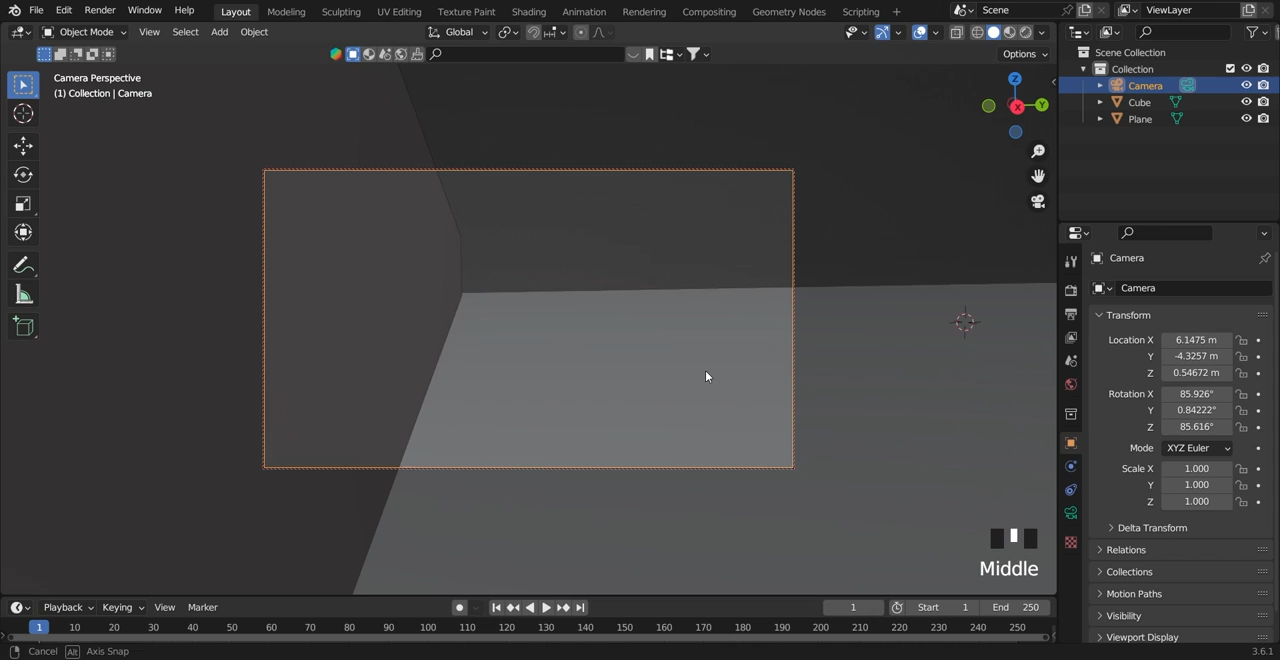 File Edit Render Window Help Layout Modeling Sculpting UV Editing Texture Paint Shading Animation Rendering Compositing Geometry Nodes Scripting + Scene ViewLayer
Object Mode View Select Add Object Global Options
Camera Perspective
(1) Collection | Camera
Z
Y
X
Scene Collection
Collection
Camera
Cube
Plane
Camera
Camera
Transform
Location X 6.1475 m
Y -4.3257 m
Z 0.54672 m
Rotation X 85.926°
Y 0.84222°
Z 85.616°
Mode XYZ Euler
Scale X 1.000
Y 1.000
Z 1.000
Delta Transform
Relations
Collections
Motion Paths
Visibility
Viewport Display
Middle
Playback Keying View Marker 1 Start 1 End 250
1 10 20 30 40 50 60 70 80 90 100 110 120 130 140 150 160 170 180 190 200 210 220 230 240 250
Cancel Alt Axis Snap 3.6.1